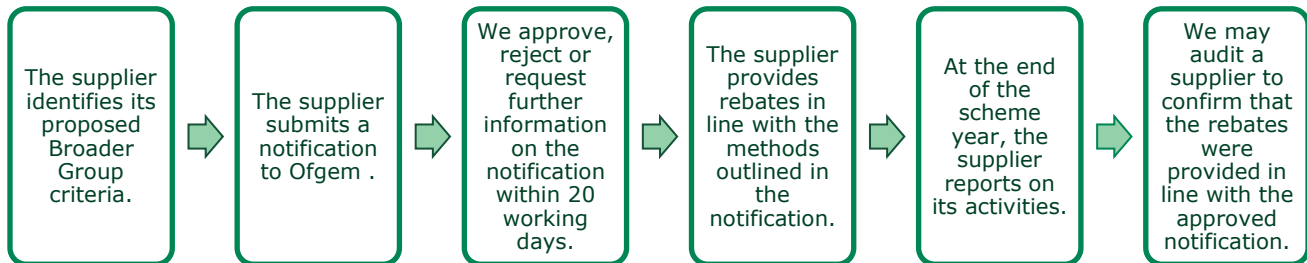 The supplier
identifies its
proposed
Broader
Group
criteria.
The supplier
submits a
notification
to Ofgem .
We approve,
reject or
request
further
information
on the
notification
within 20
working
days.
The supplier
provides
rebates in
line with the
methods
outlined in
the
notification.
At the end
of the
scheme
year, the
supplier
reports on
its activities.
We may
audit a
supplier to
confirm that
the rebates
were
provided in
line with the
approved
notification.